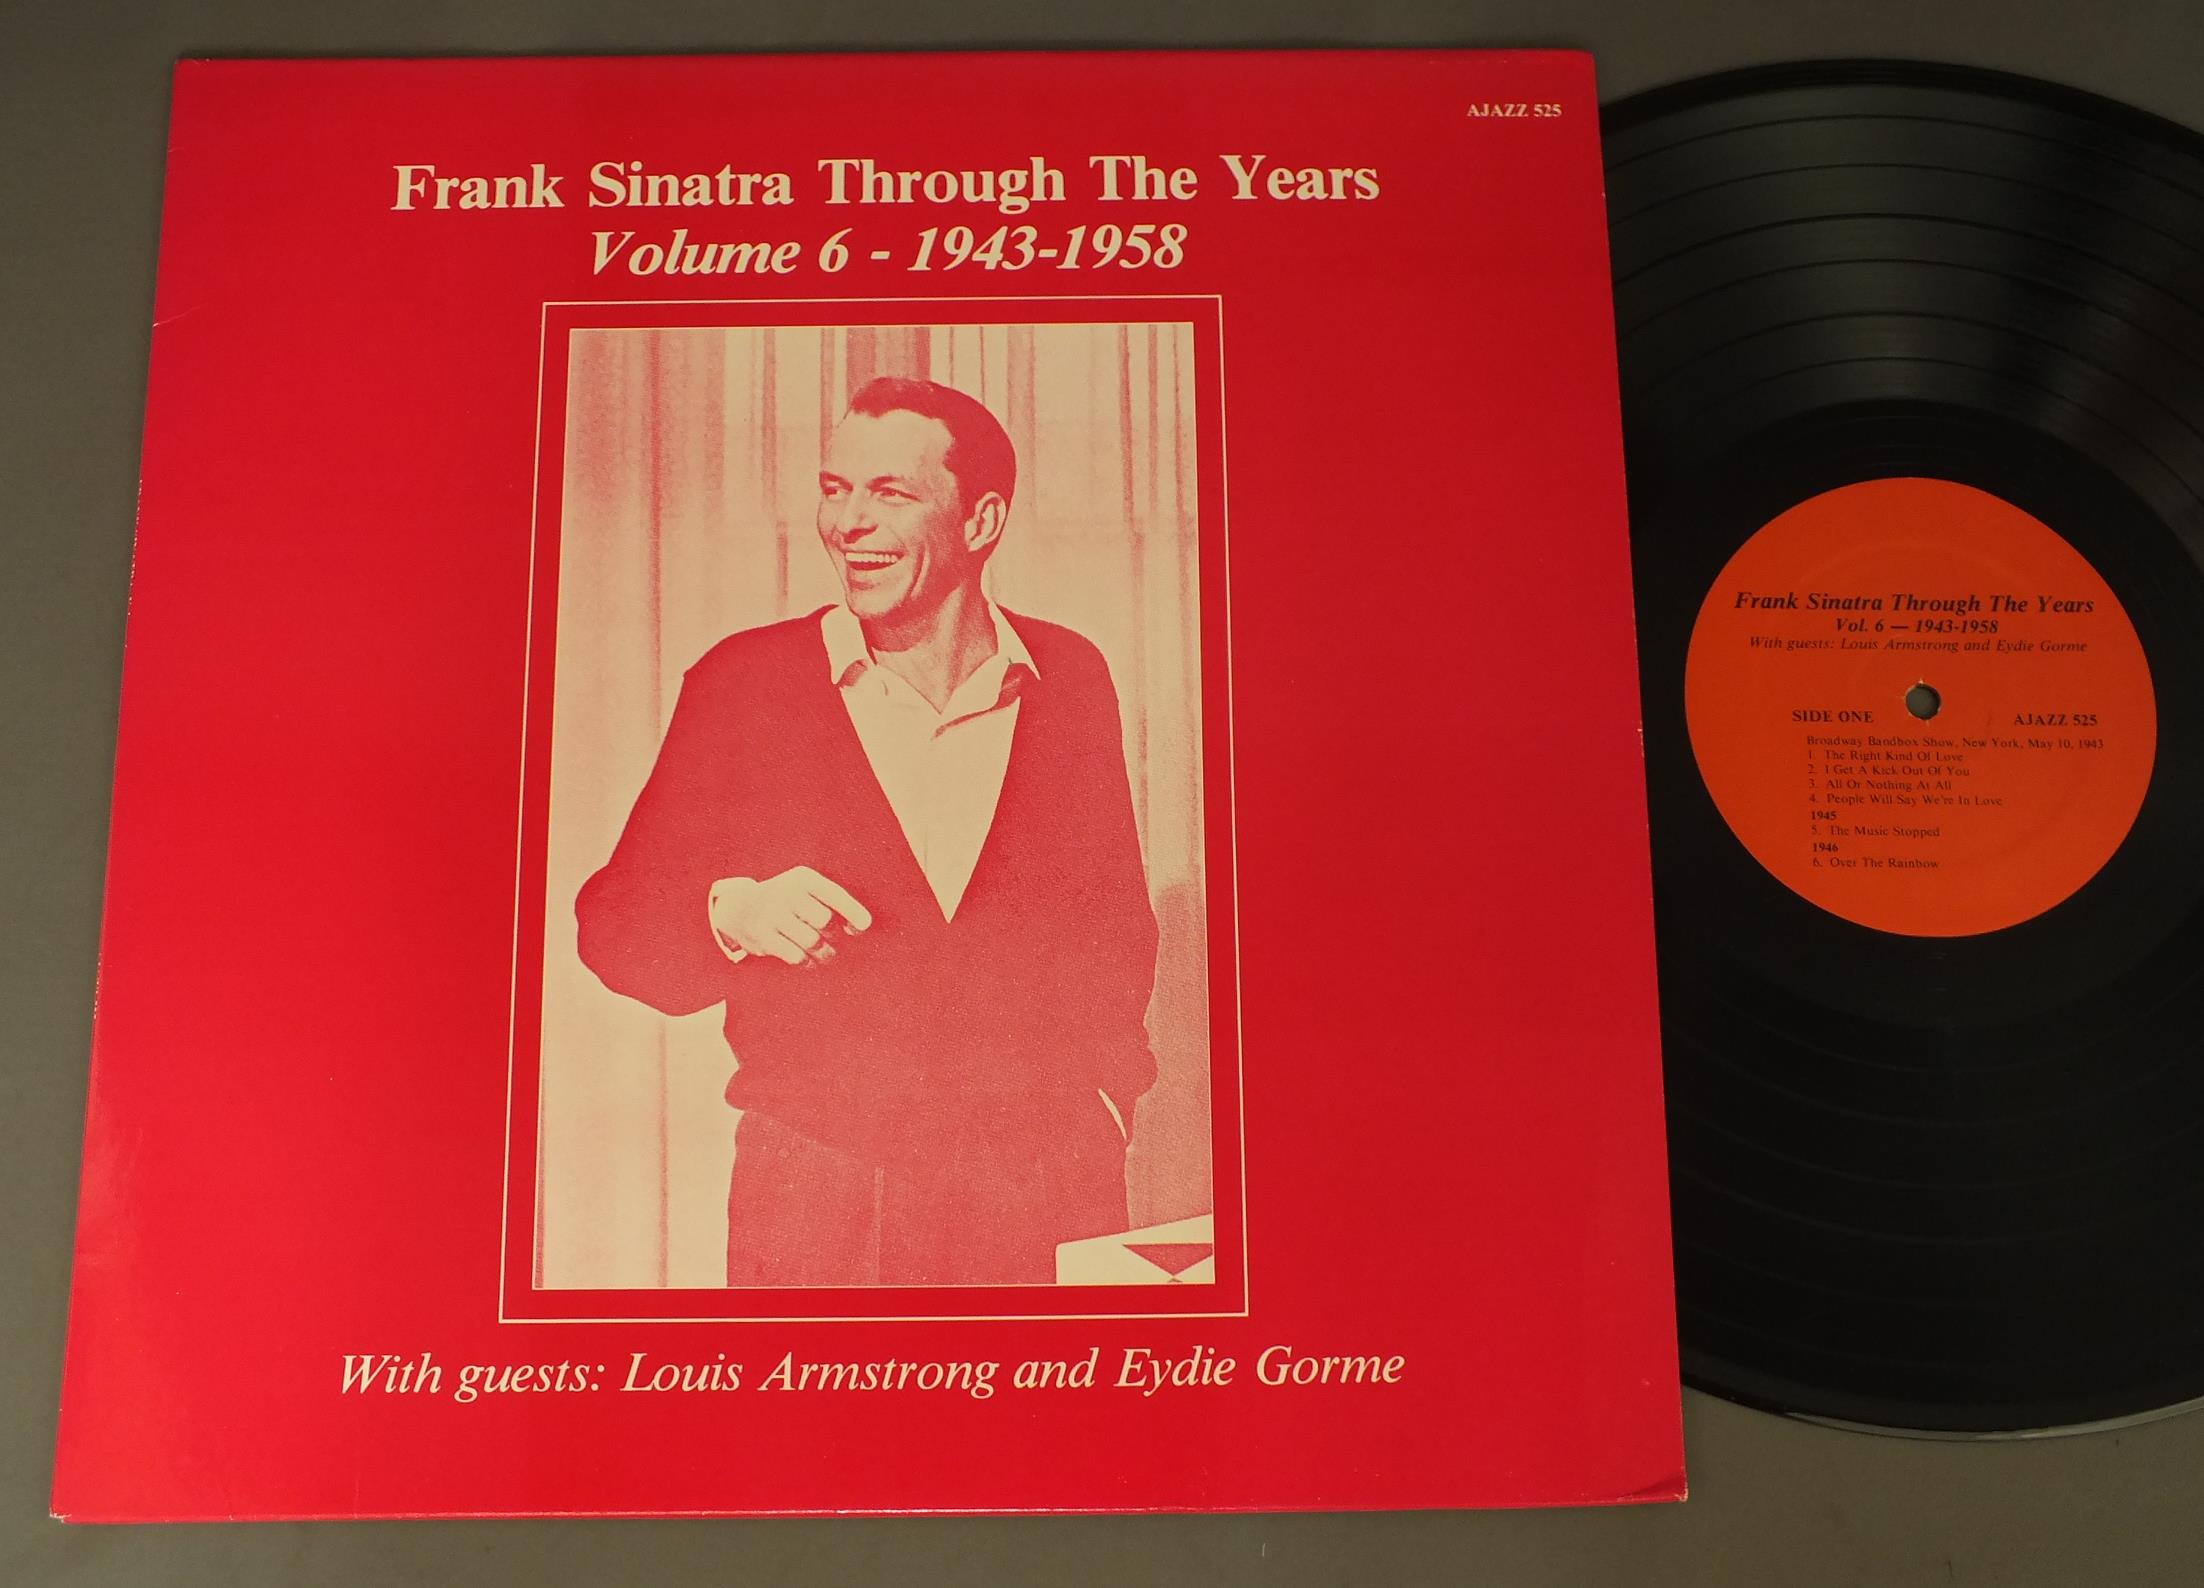 AJAZZ 525
Frank Sinatra Through The Years
Volume 6 - 1943-1958
With guests: Louis Armstrong and Eydie Gorme
Frank Sinatra Through The Years
Vol. 6 — 1943-1958
With guests: Louis Armstrong and Eydie Gorme
SIDE ONE AJAZZ 525
Broadway Bandbox Show, New York, May 10, 1943
1. The Right Kind Of Love
2. I Get A Kick Out Of You
3. All Or Nothing At All
4. People Will Say We're In Love
1945
5. The Music Stopped
1946
6. Over The Rainbow